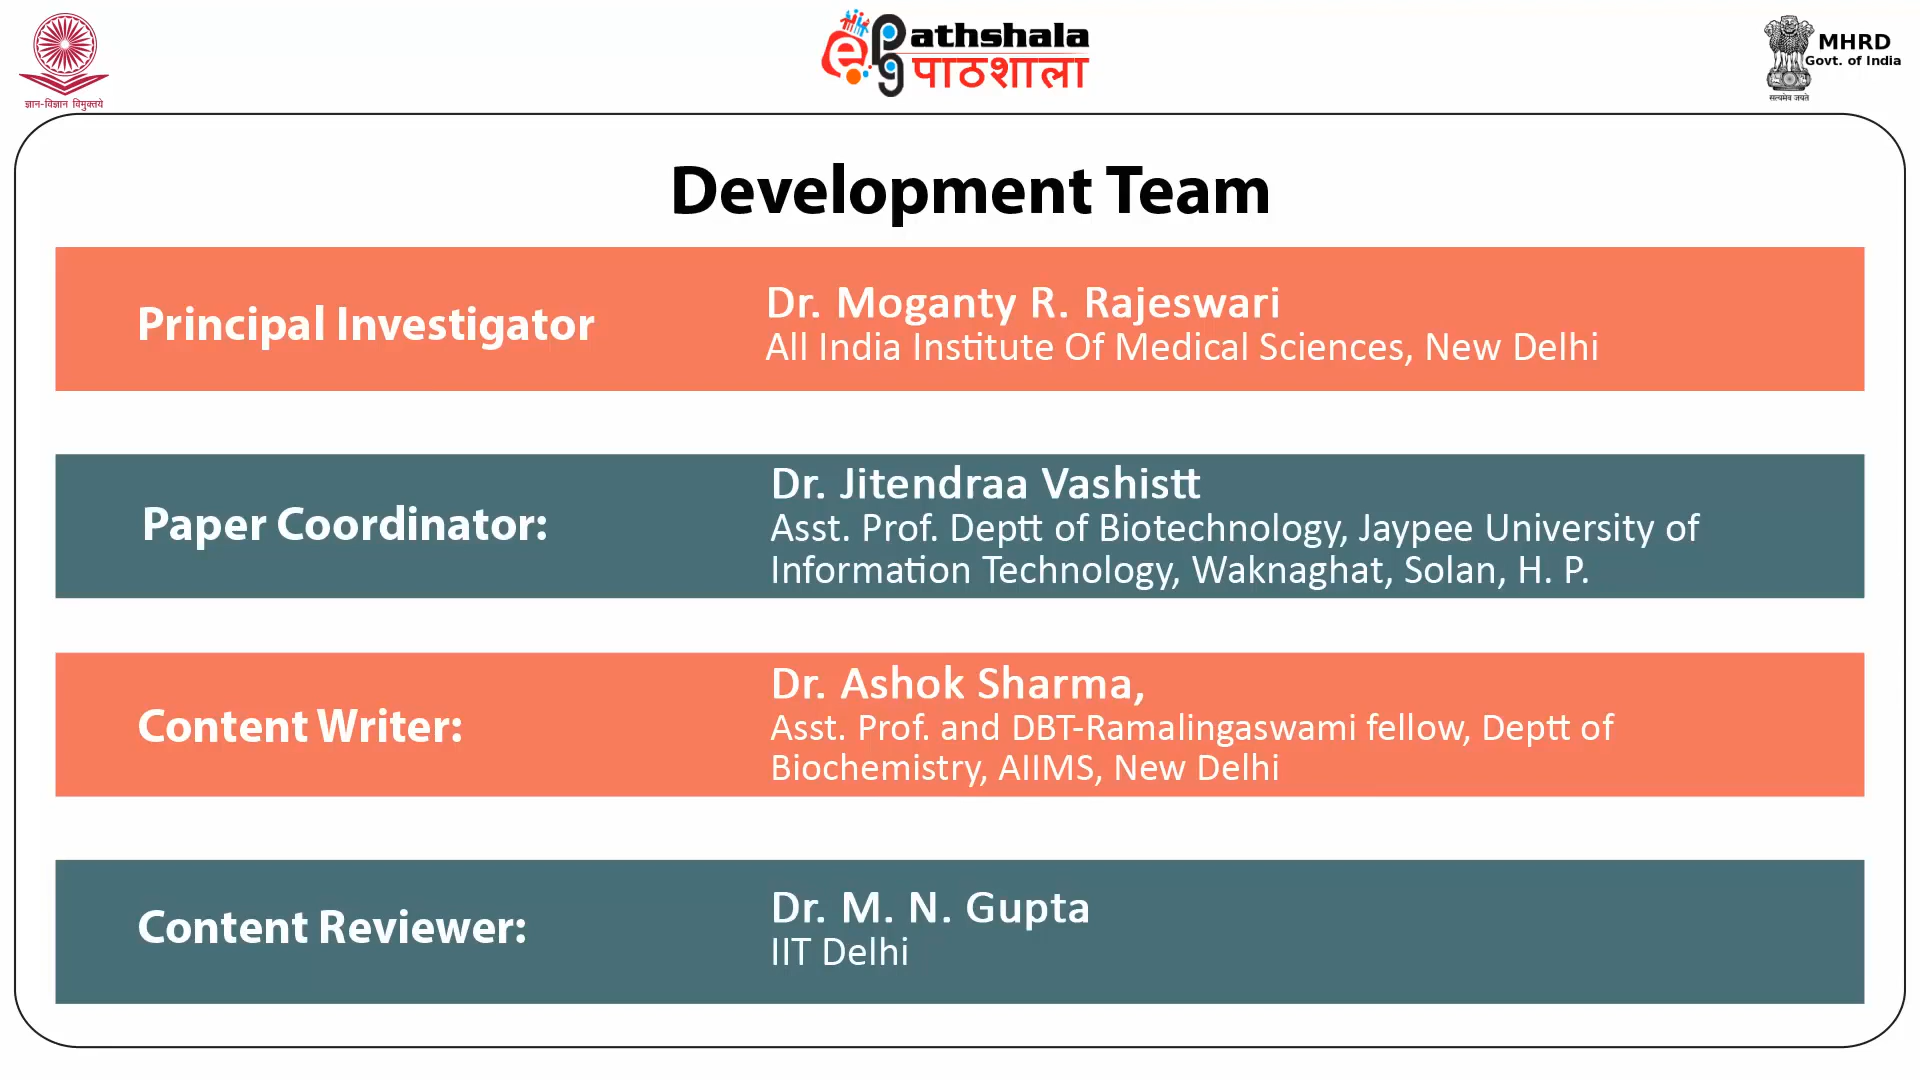 ज्ञान-विज्ञान विमुक्तये
e Pg
athshala
पाठशाला
MHRD
Govt. of India
सत्यमेव जयते
Development Team
Principal Investigator
Dr. Moganty R. Rajeswari
All India Institute Of Medical Sciences, New Delhi
Paper Coordinator:
Dr. Jitendraa Vashistt
Asst. Prof. Deptt of Biotechnology, Jaypee University of
Information Technology, Waknaghat, Solan, H. P.
Content Writer:
Dr. Ashok Sharma,
Asst. Prof. and DBT-Ramalingaswami fellow, Deptt of
Biochemistry, AIIMS, New Delhi
Content Reviewer:
Dr. M. N. Gupta
IIT Delhi